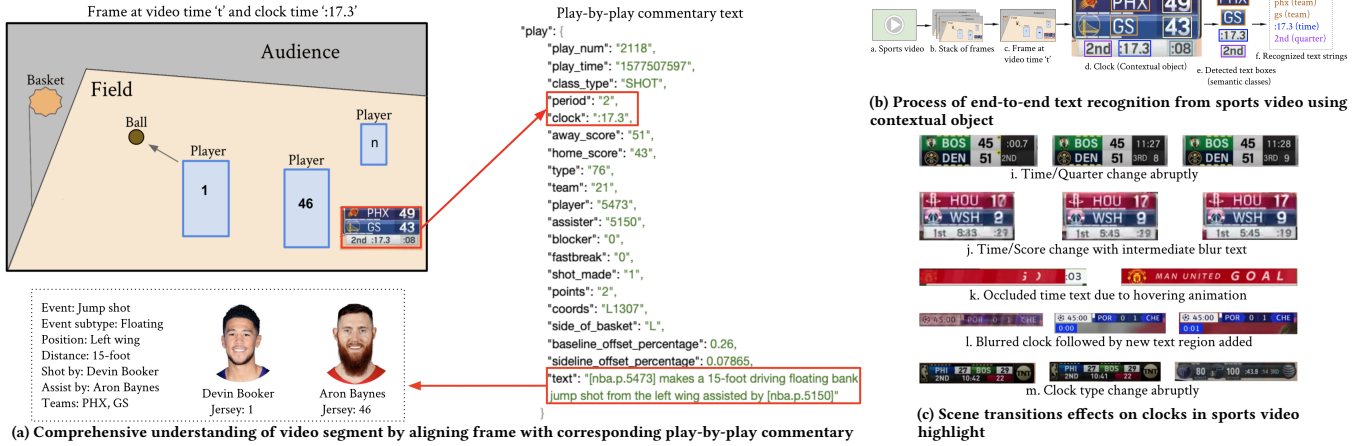 Frame at video time ‘t’ and clock time ‘:17.3’
Audience
Basket
Field
Ball
Player
Player
Player
1
46
n
PHX 49
GS 43
2nd :17.3 :08
Event: Jump shot
Event subtype: Floating
Position: Left wing
Distance: 15-foot
Shot by: Devin Booker
Assist by: Aron Baynes
Teams: PHX, GS
Devin Booker
Jersey: 1
Aron Baynes
Jersey: 46
Play-by-play commentary text
"play": {
"play_num": "2118",
"play_time": "1577507597",
"class_type": "SHOT",
"period": "2",
"clock": ":17.3",
"away_score": "51",
"home_score": "43",
"type": "76",
"team": "21",
"player": "5473",
"assister": "5150",
"blocker": "0",
"fastbreak": "0",
"shot_made": "1",
"points": "2",
"coords": "L1307",
"side_of_basket": "L",
"baseline_offset_percentage": 0.26,
"sideline_offset_percentage": 0.07865,
"text": "[nba.p.5473] makes a 15-foot driving floating bank
jump shot from the left wing assisted by [nba.p.5150]"
}
(a) Comprehensive understanding of video segment by aligning frame with corresponding play-by-play commentary
a. Sports video
b. Stack of frames
c. Frame at
video time 't'
PHX 49
GS 43
2nd :17.3 :08
d. Clock (Contextual object)
PHX
GS
:17.3
2nd
e. Detected text boxes
(semantic classes)
phx (team)
gs (team)
:17.3 (time)
2nd (quarter)
f. Recognized text strings
(b) Process of end-to-end text recognition from sports video using
contextual object
BOS 45 :00.7
DEN 51 2ND
BOS 45 11:27
DEN 51 3RD 8
BOS 45 11:28
DEN 51 3RD 9
i. Time/Quarter change abruptly
HOU
WSH
1st
HOU 17
WSH 9
1st 5:45 :29
HOU 17
WSH 9
1st 5:45 :19
j. Time/Score change with intermediate blur text
:03
MAN UNITED GOAL
k. Occluded time text due to hovering animation
45:00 POR 0 1 CHE
45:00 POR 0 1 CHE
0:00
45:00 POR 0 1 CHE
0:01
l. Blurred clock followed by new text region added
PHI 27 BOS 29 TNT
2ND 10:42 22
PHI 27 BOS 29 TNT
2ND 10:41 22
80 100 :43.8
m. Clock type change abruptly
(c) Scene transitions effects on clocks in sports video
highlight